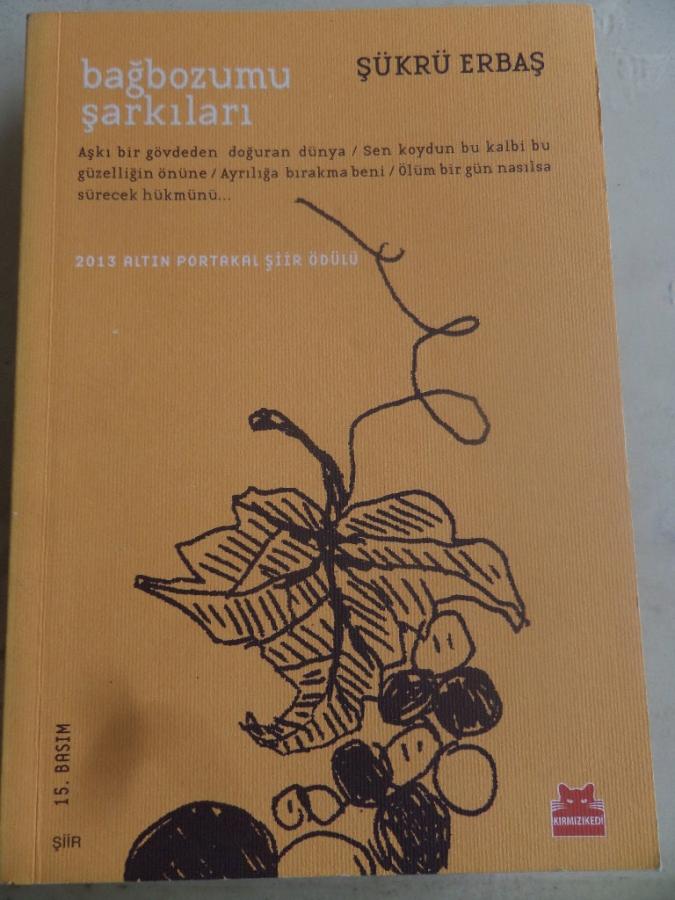 bağbozumu
şarkıları
ŞÜKRÜ ERBAŞ
Aşkı bir gövdeden doğuran dünya / Sen koydun bu kalbi bu
güzelliğin önüne / Ayrılığa bırakma beni / Ölüm bir gün nasılsa
sürecek hükmünü...
2013 ALTIN PORTAKAL ŞİİR ÖDÜLÜ
15. BASIM
ŞİİR
KIRMIZIKEDİ